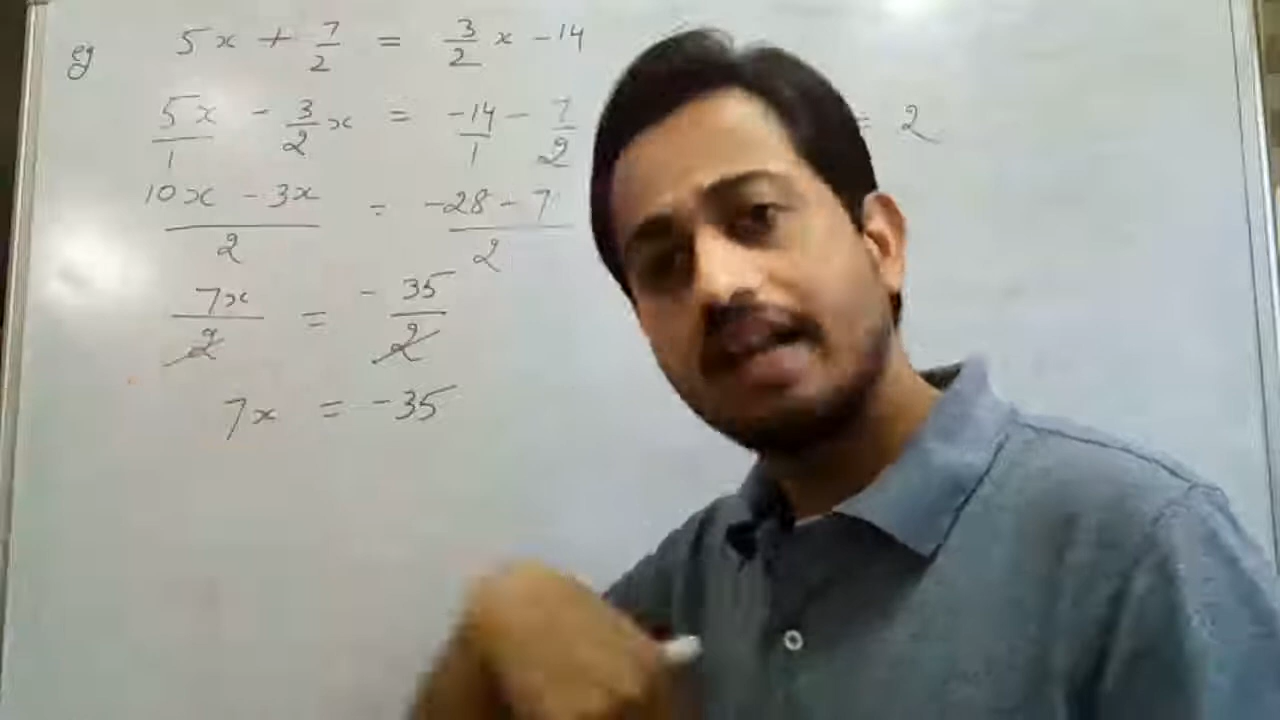 eg 5x + 7/2 = 3/2 x - 14
5x/1 - 3/2 x = -14/1 - 7/2
= 2
10x - 3x / 2 = -28 - 7 / 2
7x/2 = - 35/2
7x = -35